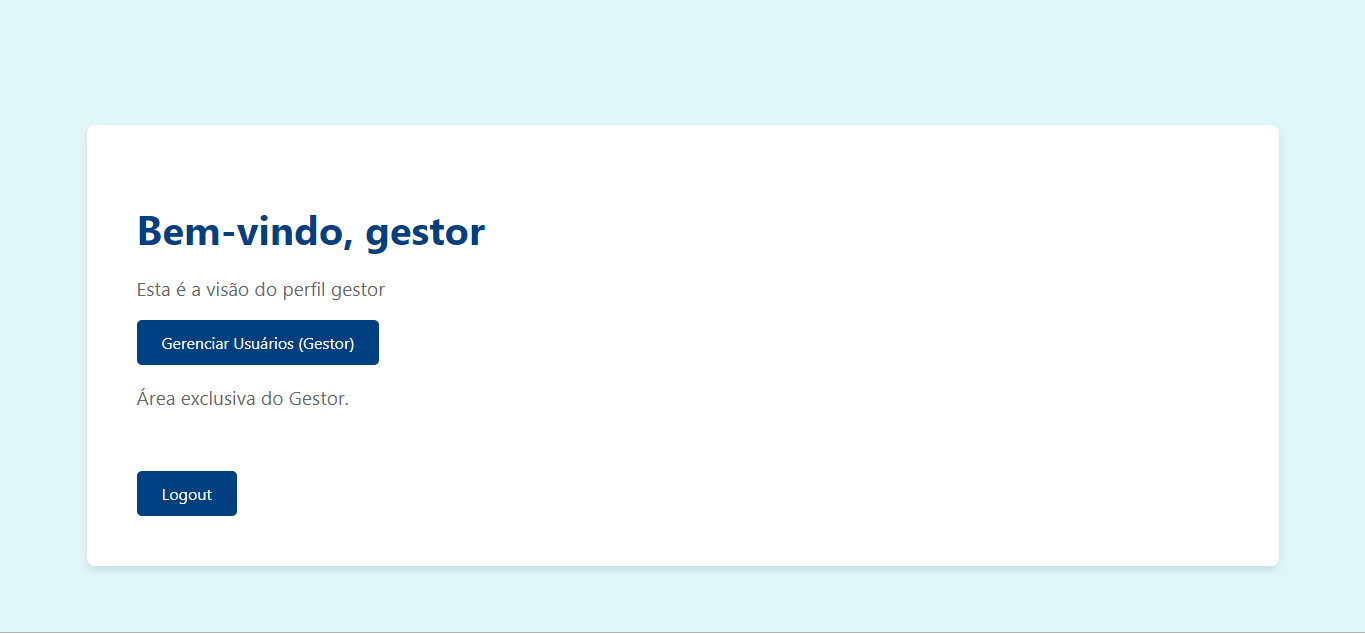 Bem-vindo, gestor
Esta é a visão do perfil gestor
Gerenciar Usuários (Gestor)
Área exclusiva do Gestor.
Logout